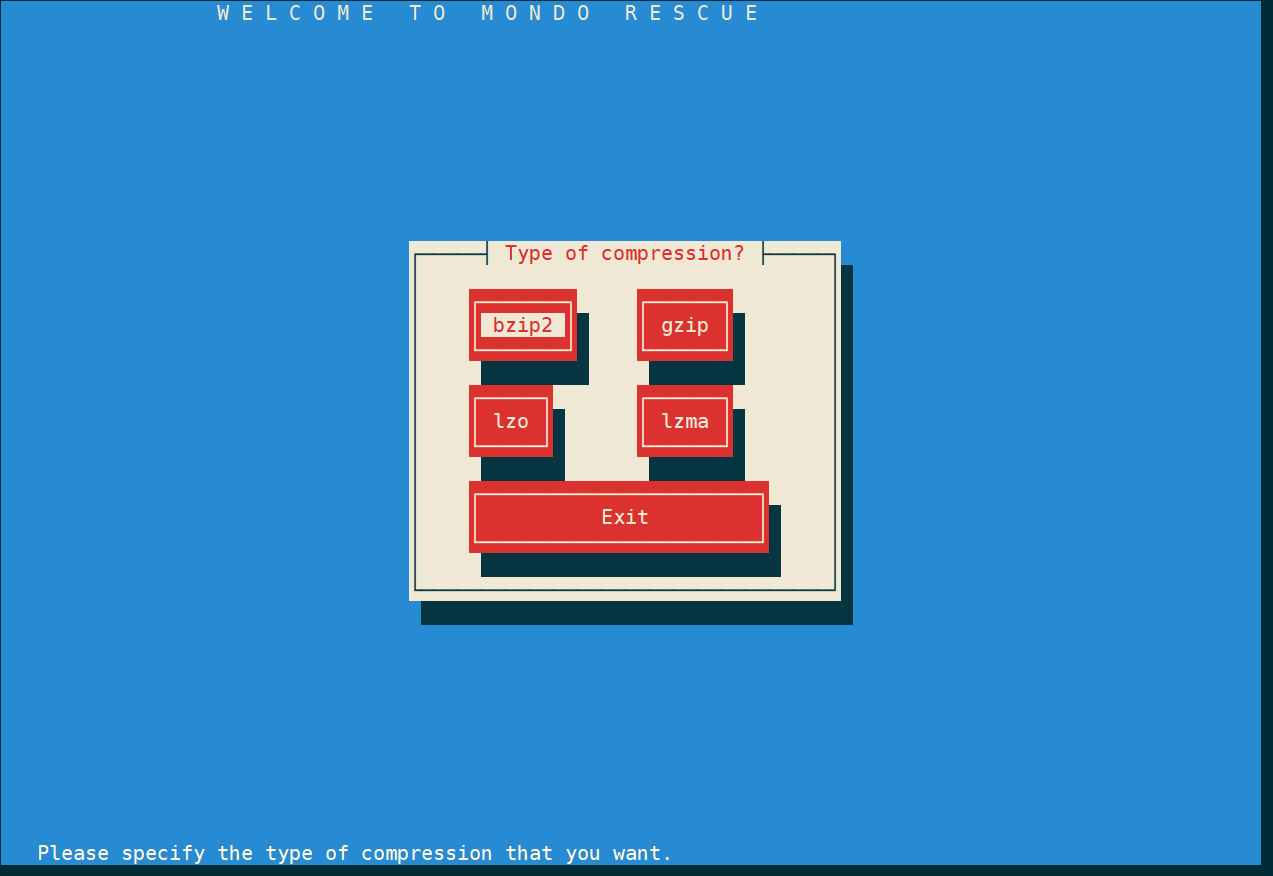 W E L C O M E   T O   M O N D O   R E S C U E
Type of compression?
bzip2 gzip
lzo lzma
Exit
Please specify the type of compression that you want.